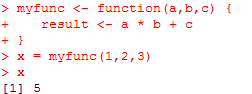 > myfunc <- function(a,b,c) {
+    result <- a * b + c
+ }
> x = myfunc(1,2,3)
> x
[1] 5